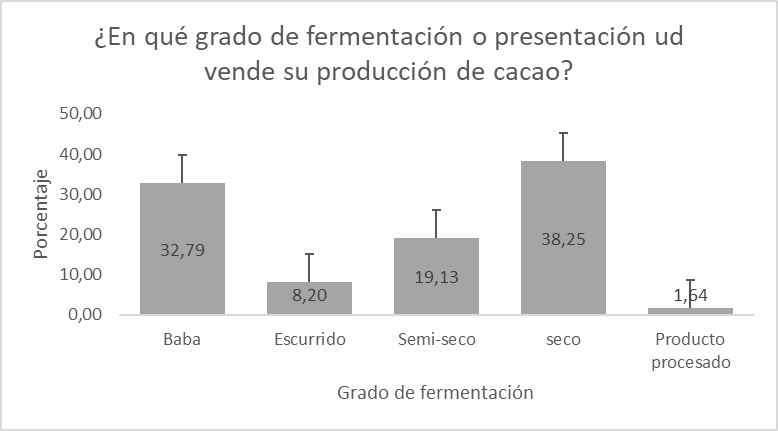 ¿En qué grado de fermentación o presentación ud
vende su producción de cacao?
50,00
40,00
30,00
20,00
10,00
0,00
Porcentaje
32,79
8,20
19,13
38,25
1,64
Baba
Escurrido
Semi-seco
seco
Producto
procesado
Grado de fermentación